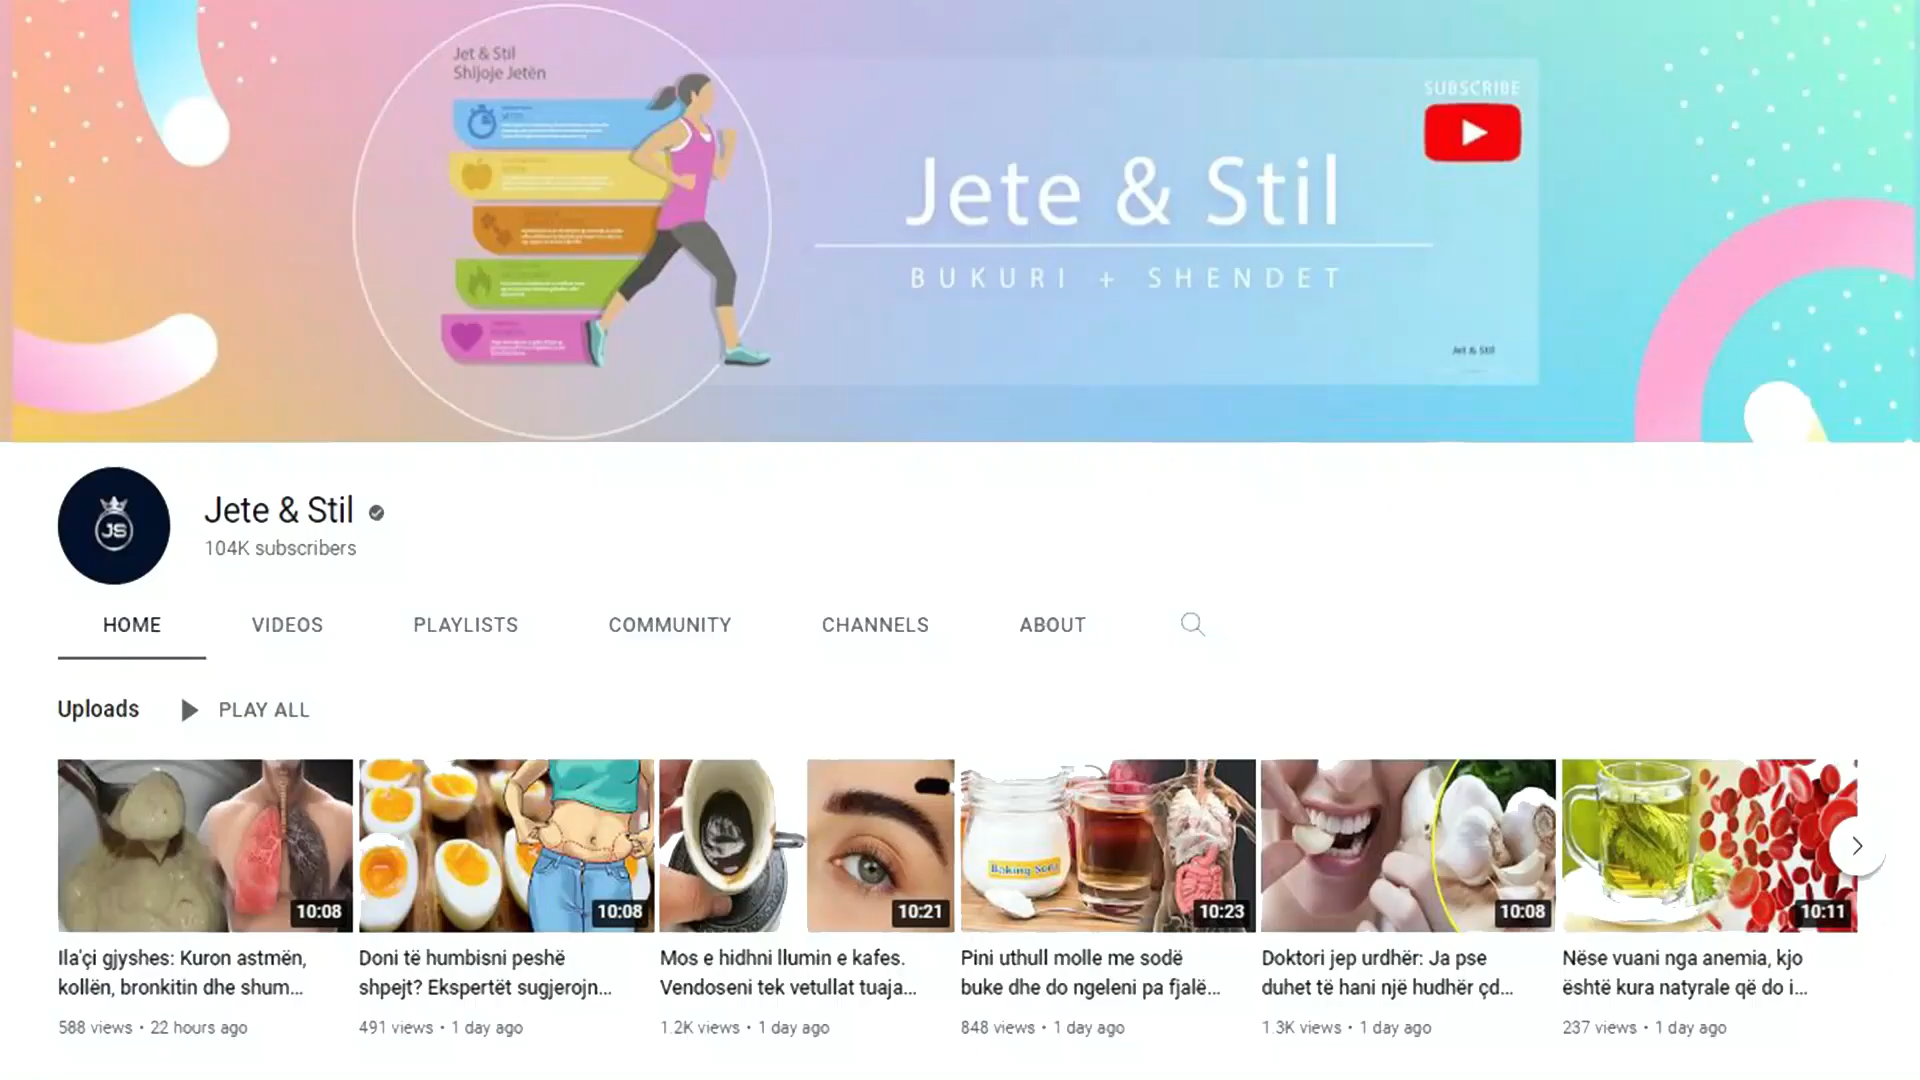 Jet & Stil
Shijoje Jetën
SUBSCRIBE
Jete & Stil
BUKURI + SHENDET
Jet & Stil
JS
Jete & Stil
104K subscribers
HOME VIDEOS PLAYLISTS COMMUNITY CHANNELS ABOUT
Uploads PLAY ALL
Baking Soda
10:08 10:08 10:21 10:23 10:08 10:11
Ila'çi gjyshes: Kuron astmën,
kollën, bronkitin dhe shum...
588 views • 22 hours ago
Doni të humbisni peshë
shpejt? Ekspertët sugjerojn...
491 views • 1 day ago
Mos e hidhni llumin e kafes.
Vendoseni tek vetullat tuaja...
1.2K views • 1 day ago
Pini uthull molle me sodë
buke dhe do ngeleni pa fjalë...
848 views • 1 day ago
Doktori jep urdhër: Ja pse
duhet të hani një hudhër çd...
1.3K views • 1 day ago
Nëse vuani nga anemia, kjo
është kura natyrale që do i...
237 views • 1 day ago